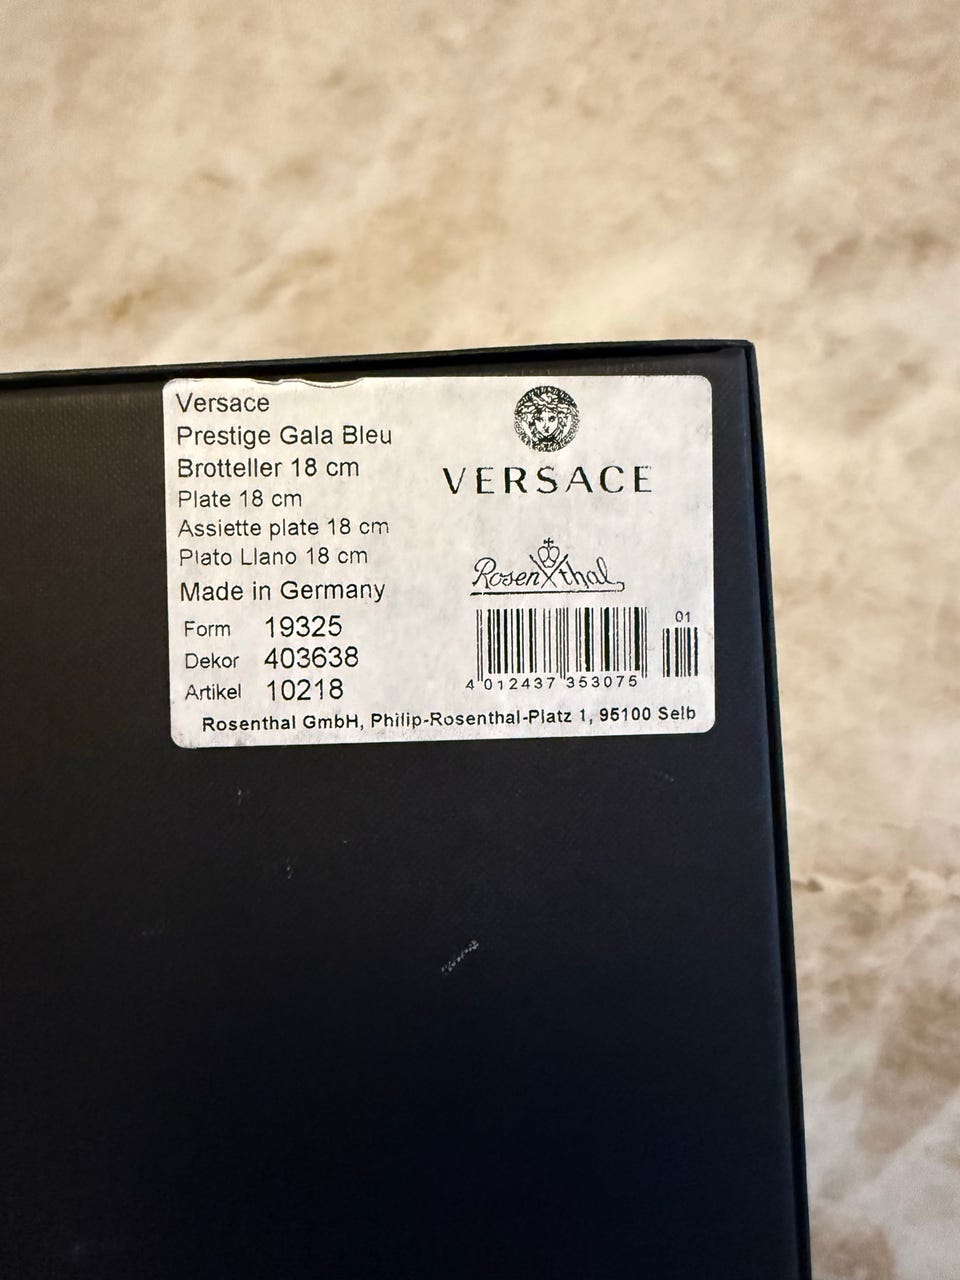 Versace
Prestige Gala Bleu
Brotteller 18 cm
Plate 18 cm
Assiette plate 18 cm
Plato Llano 18 cm
Made in Germany
Form 19325
Dekor 403638
Artikel 10218
VERSACE
Rosenthal
01
4 012437 353075
Rosenthal GmbH, Philip-Rosenthal-Platz 1, 95100 Selb